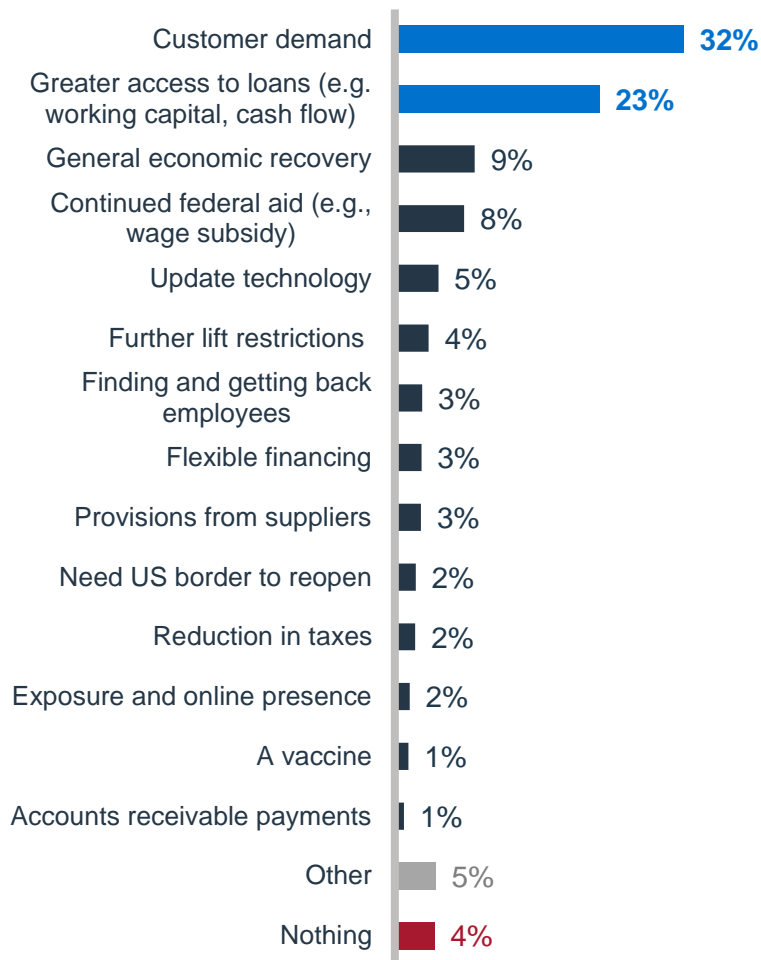 Customer demand 32%
Greater access to loans (e.g.
working capital, cash flow) 23%
General economic recovery 9%
Continued federal aid (e.g.,
wage subsidy) 8%
Update technology 5%
Further lift restrictions 4%
Finding and getting back
employees 3%
Flexible financing 3%
Provisions from suppliers 3%
Need US border to reopen 2%
Reduction in taxes 2%
Exposure and online presence 2%
A vaccine 1%
Accounts receivable payments 1%
Other 5%
Nothing 4%